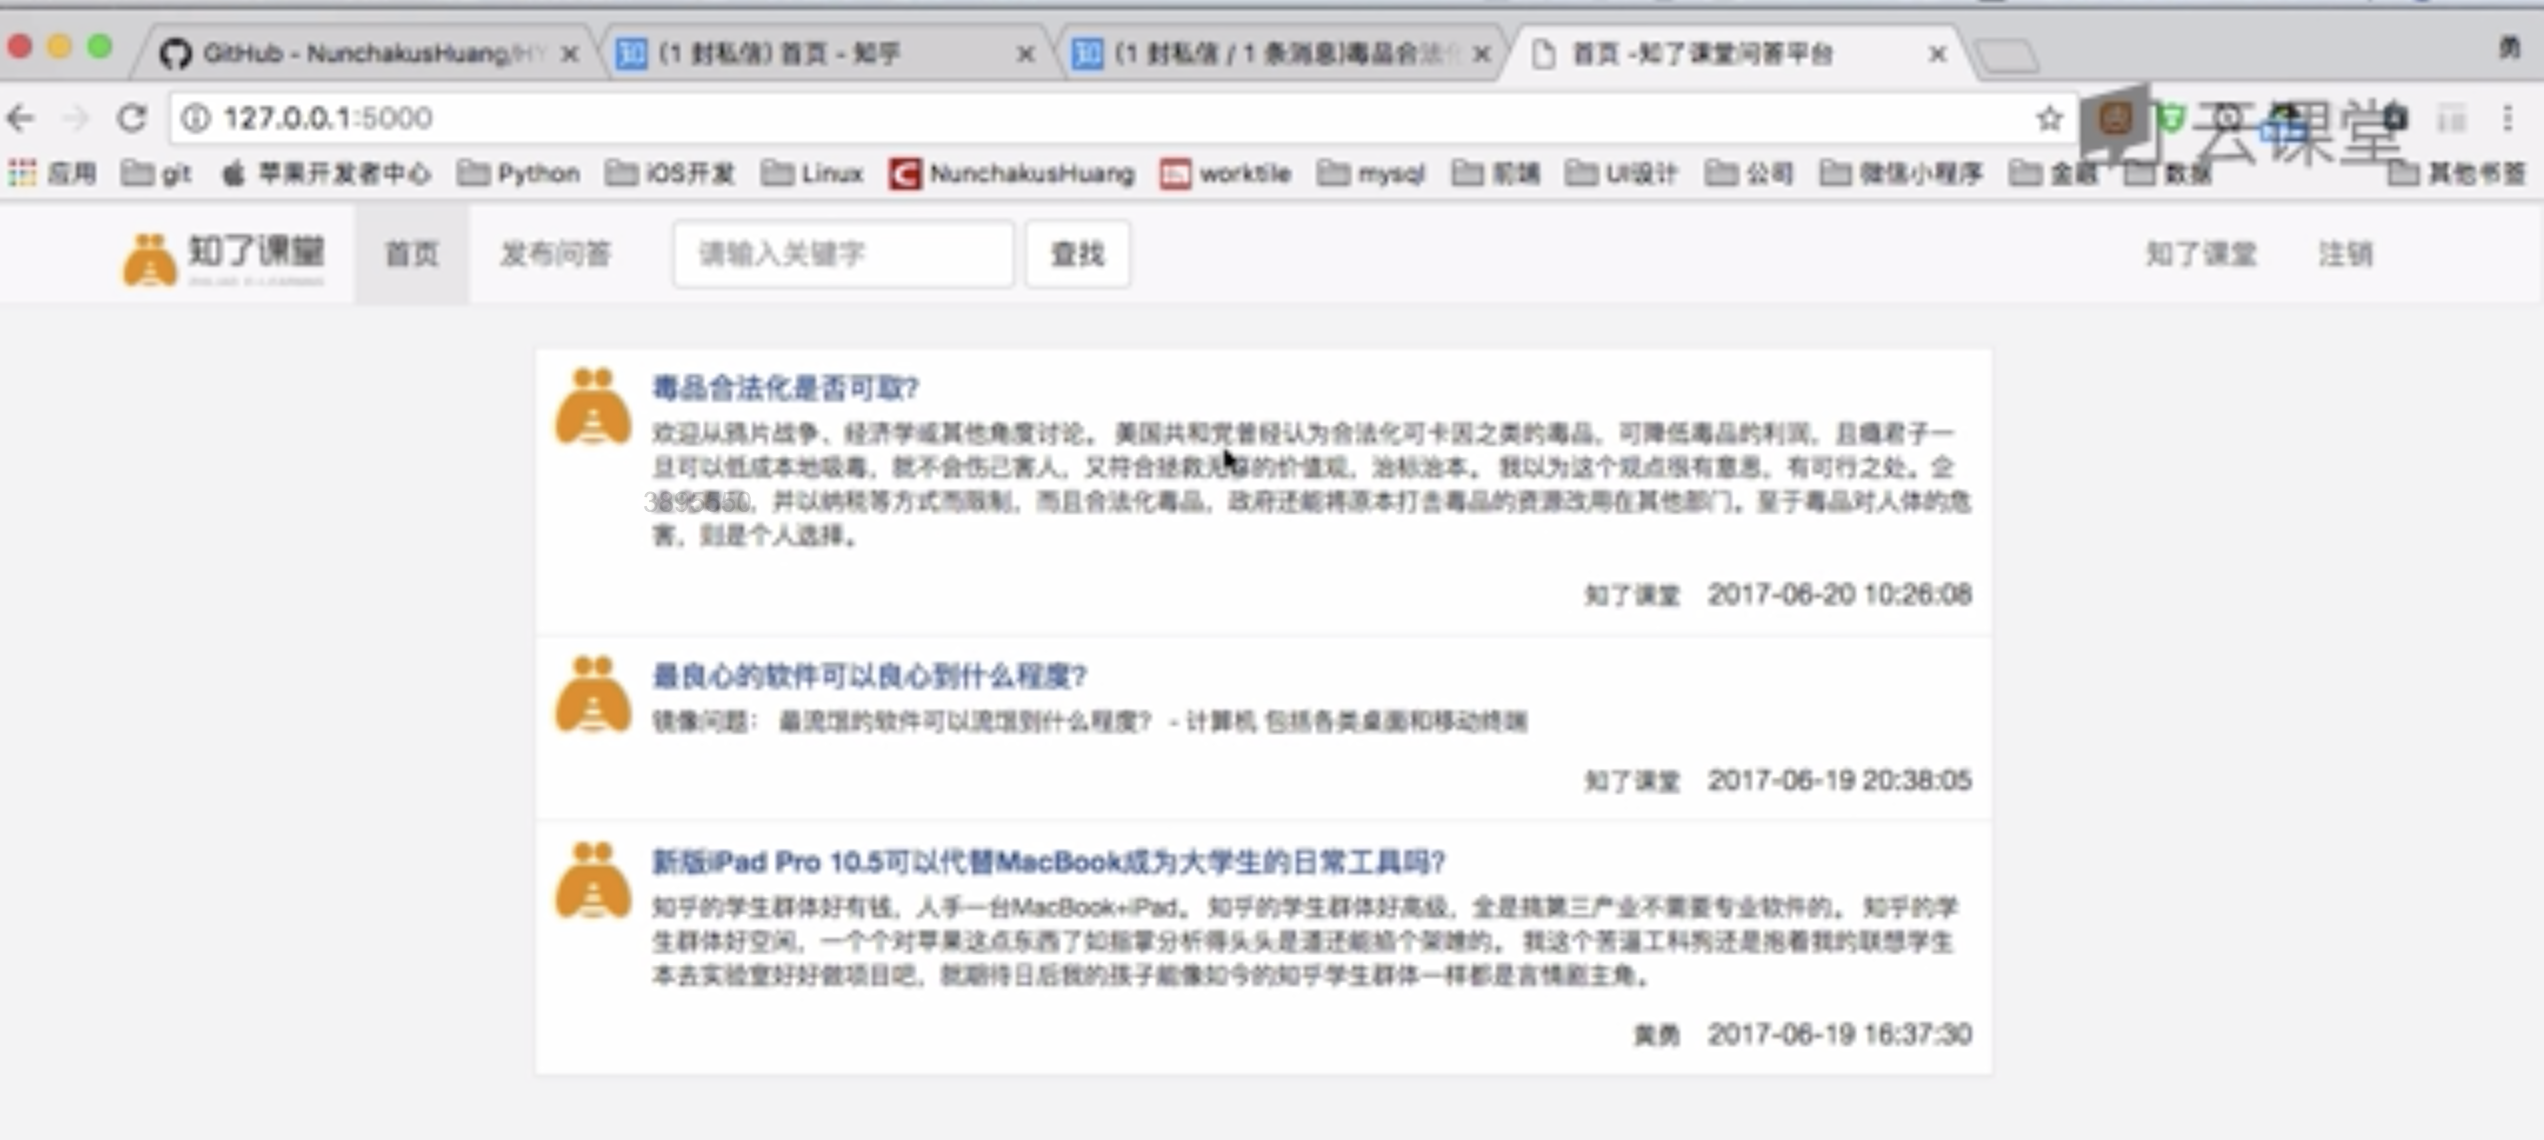 GitHub - NunchakusHuang/HY
(1 封私信) 首页 - 知乎
(1 封私信 / 1 条消息)毒品合法化
首页 -知了课堂问答平台
勇
127.0.0.1:5000
云课堂
应用 git 苹果开发者中心 Python iOS开发 Linux NunchakusHuang worktile mysql 前端 UI设计 公司 微信小程序 金融 数据 其他书签
知了课堂 首页 发布问答 请输入关键字 查找 知了课堂 注销
毒品合法化是否可取?
欢迎从鸦片战争、经济学或其他角度讨论。 美国共和党曾经认为合法化可卡因之类的毒品，可降低毒品的利润，且瘾君子一
旦可以低成本地吸毒，就不会伤己害人，又符合拯救无辜的价值观，治标治本。 我以为这个观点很有意思，有可行之处。企
化毒品，并以纳税等方式而限制，而且合法化毒品，政府还能将原本打击毒品的资源改用在其他部门。至于毒品对人体的危
害，则是个人选择。
知了课堂 2017-06-20 10:26:08
最良心的软件可以良心到什么程度?
镜像问题： 最流氓的软件可以流氓到什么程度？ - 计算机 包括各类桌面和移动终端
知了课堂 2017-06-19 20:38:05
新版iPad Pro 10.5可以代替MacBook成为大学生的日常工具吗?
知乎的学生群体好有钱，人手一台MacBook+iPad。 知乎的学生群体好高级，全是搞第三产业不需要专业软件的。 知乎的学
生群体好空闲，一个个对苹果这点东西了如指掌分析得头头是道还能掐个架啥的。 我这个苦逼工科狗还是抱着我的联想学生
本去实验室好好做项目吧，就期待日后我的孩子能像如今的知乎学生群体一样都是言情剧主角。
黄勇 2017-06-19 16:37:30